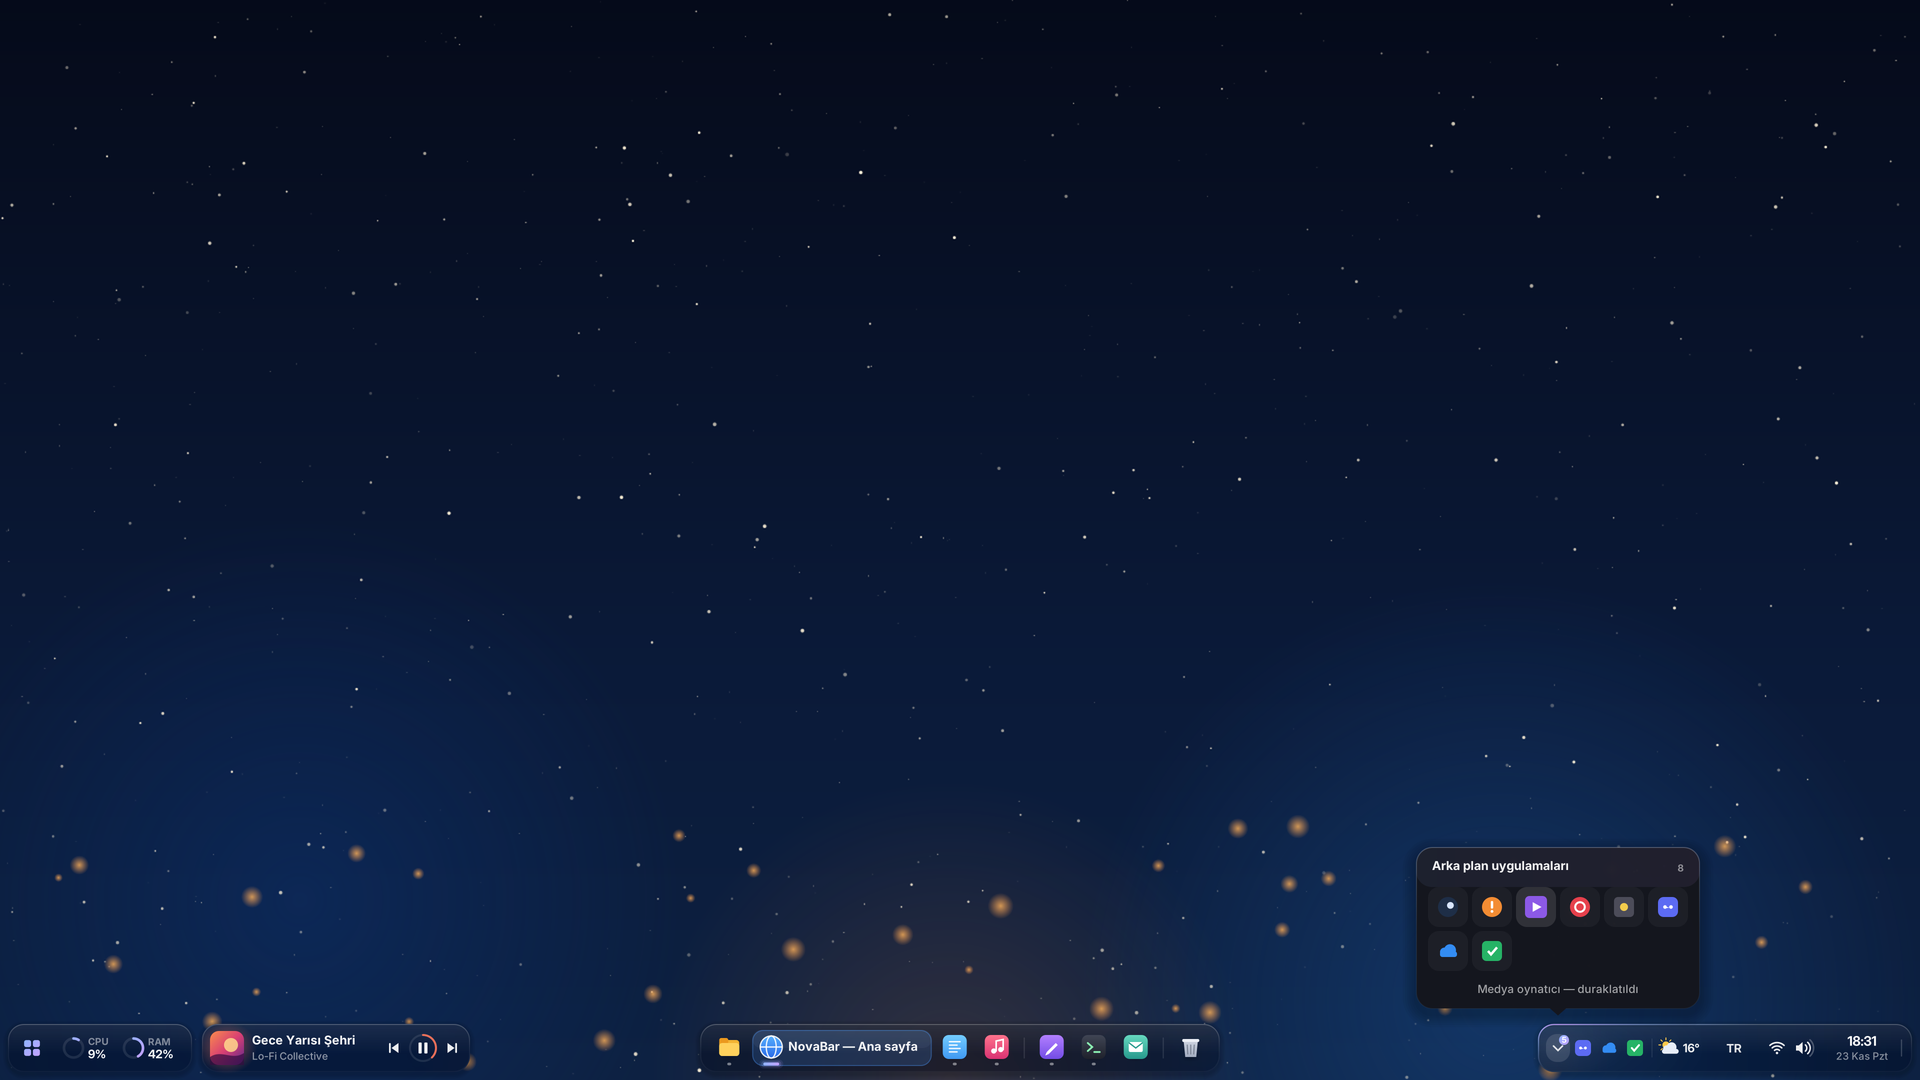 Arka plan uygulamaları
8
Medya oynatıcı — duraklatıldı
CPU
9%
RAM
42%
Gece Yarısı Şehri
Lo-Fi Collective
NovaBar — Ana sayfa
5
16°
TR
18:31
23 Kas Pzt